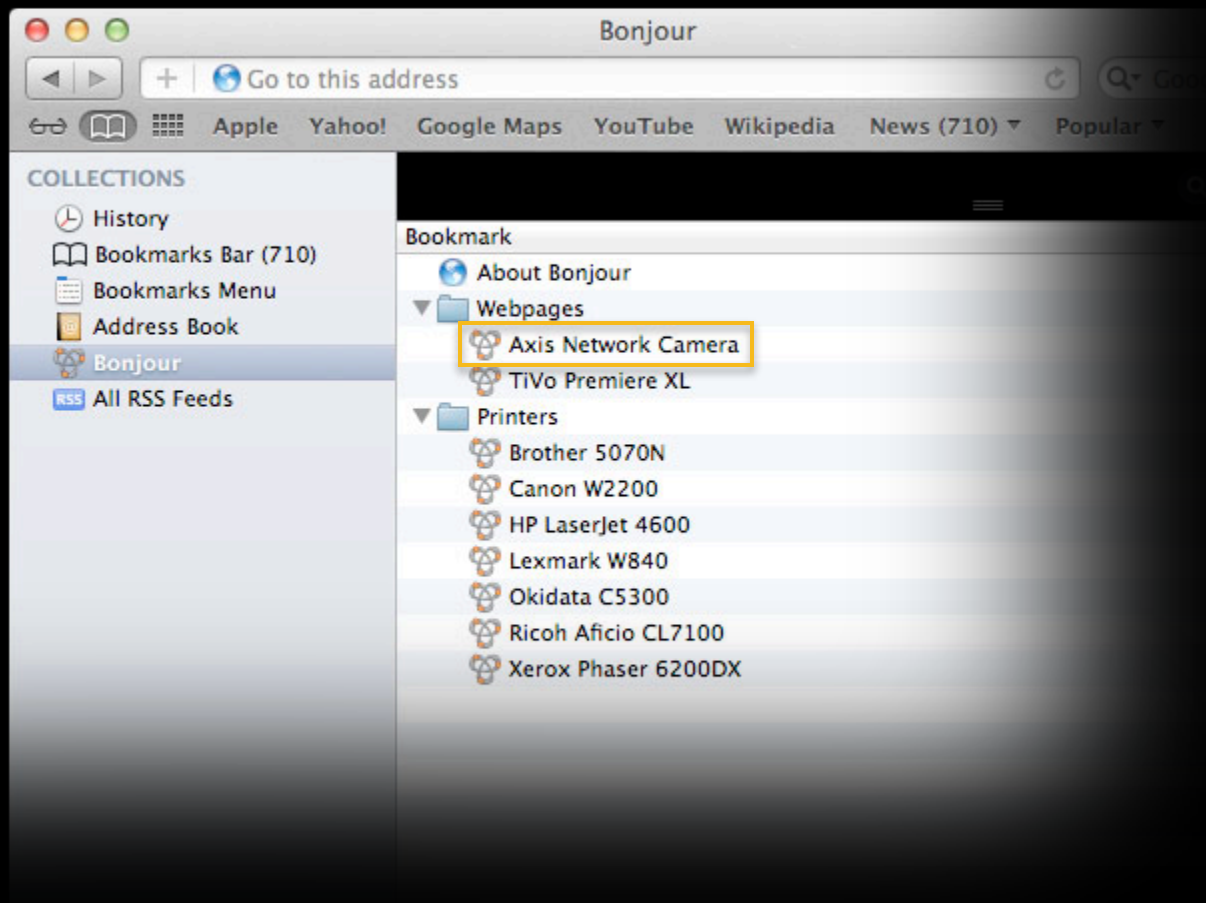 Bonjour
Go to this address
Goo
Apple Yahoo! Google Maps YouTube Wikipedia News (710) Popular
COLLECTIONS
History
Bookmarks Bar (710)
Bookmarks Menu
Address Book
Bonjour
RSS All RSS Feeds
Bookmark
About Bonjour
Webpages
Axis Network Camera
TiVo Premiere XL
Printers
Brother 5070N
Canon W2200
HP LaserJet 4600
Lexmark W840
Okidata C5300
Ricoh Aficio CL7100
Xerox Phaser 6200DX